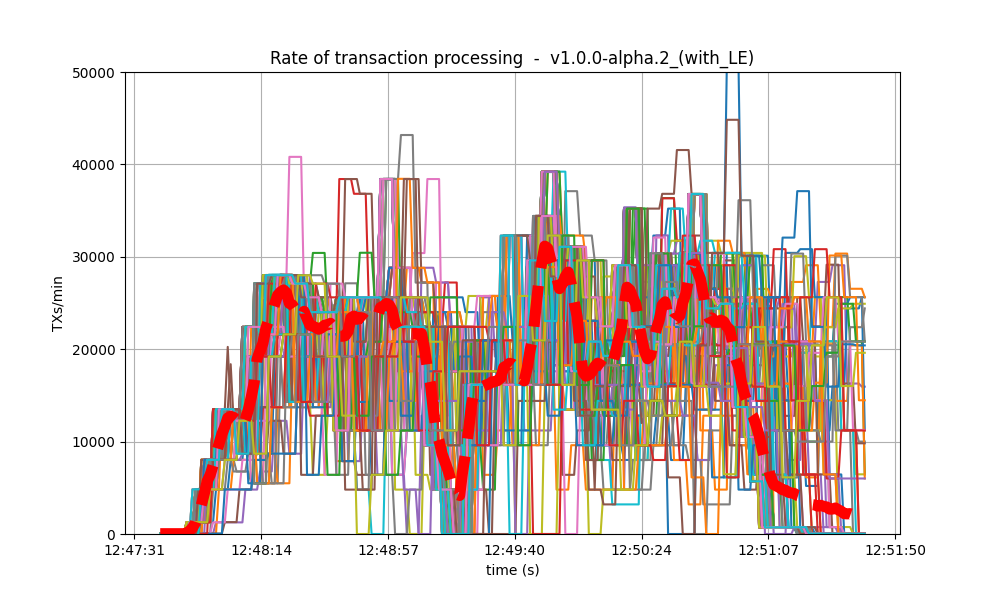 Rate of transaction processing - v1.0.0-alpha.2_(with_LE)
50000
40000
30000
20000
10000
0
TXs/min
12:47:31 12:48:14 12:48:57 12:49:40 12:50:24 12:51:07 12:51:50
time (s)